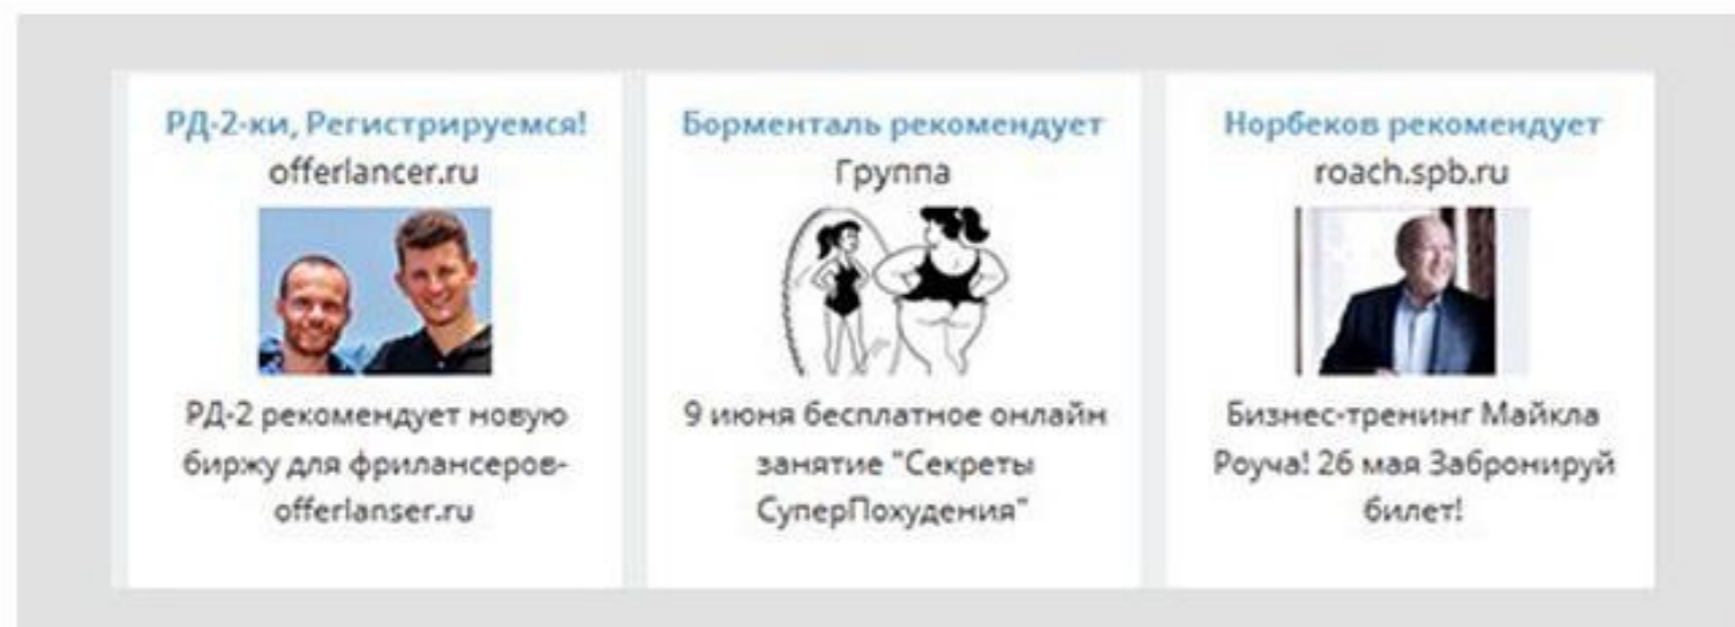 РД-2-ки, Регистрируемся!
offerlancer.ru
РД-2 рекомендует новую
биржу для фрилансеров-
offerlanser.ru
Борменталь рекомендует
Группа
9 июня бесплатное онлайн
занятие "Секреты
СуперПохудения"
Норбеков рекомендует
roach.spb.ru
Бизнес-тренинг Майкла
Роуча! 26 мая Забронируй
билет!